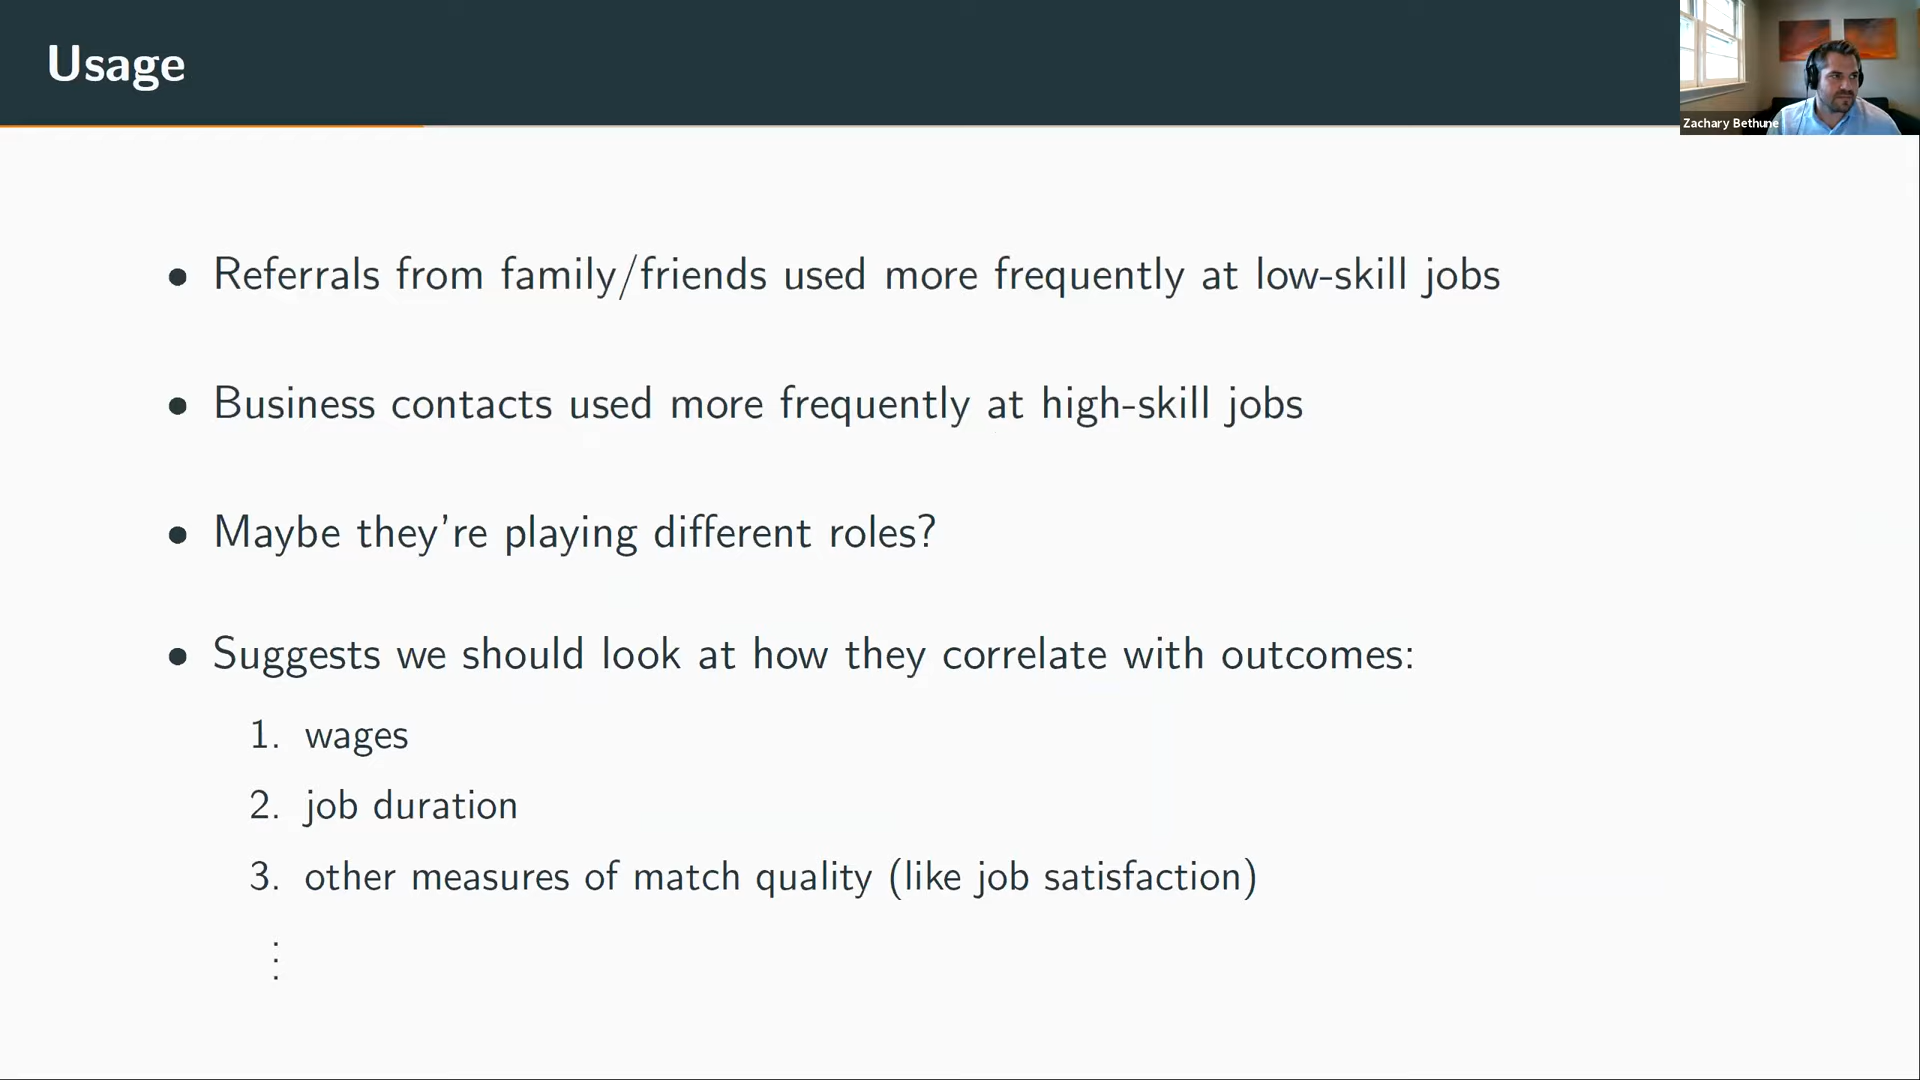 Usage
Zachary Bethune
• Referrals from family/friends used more frequently at low-skill jobs
• Business contacts used more frequently at high-skill jobs
• Maybe they're playing different roles?
• Suggests we should look at how they correlate with outcomes:
1. wages
2. job duration
3. other measures of match quality (like job satisfaction)
⋮